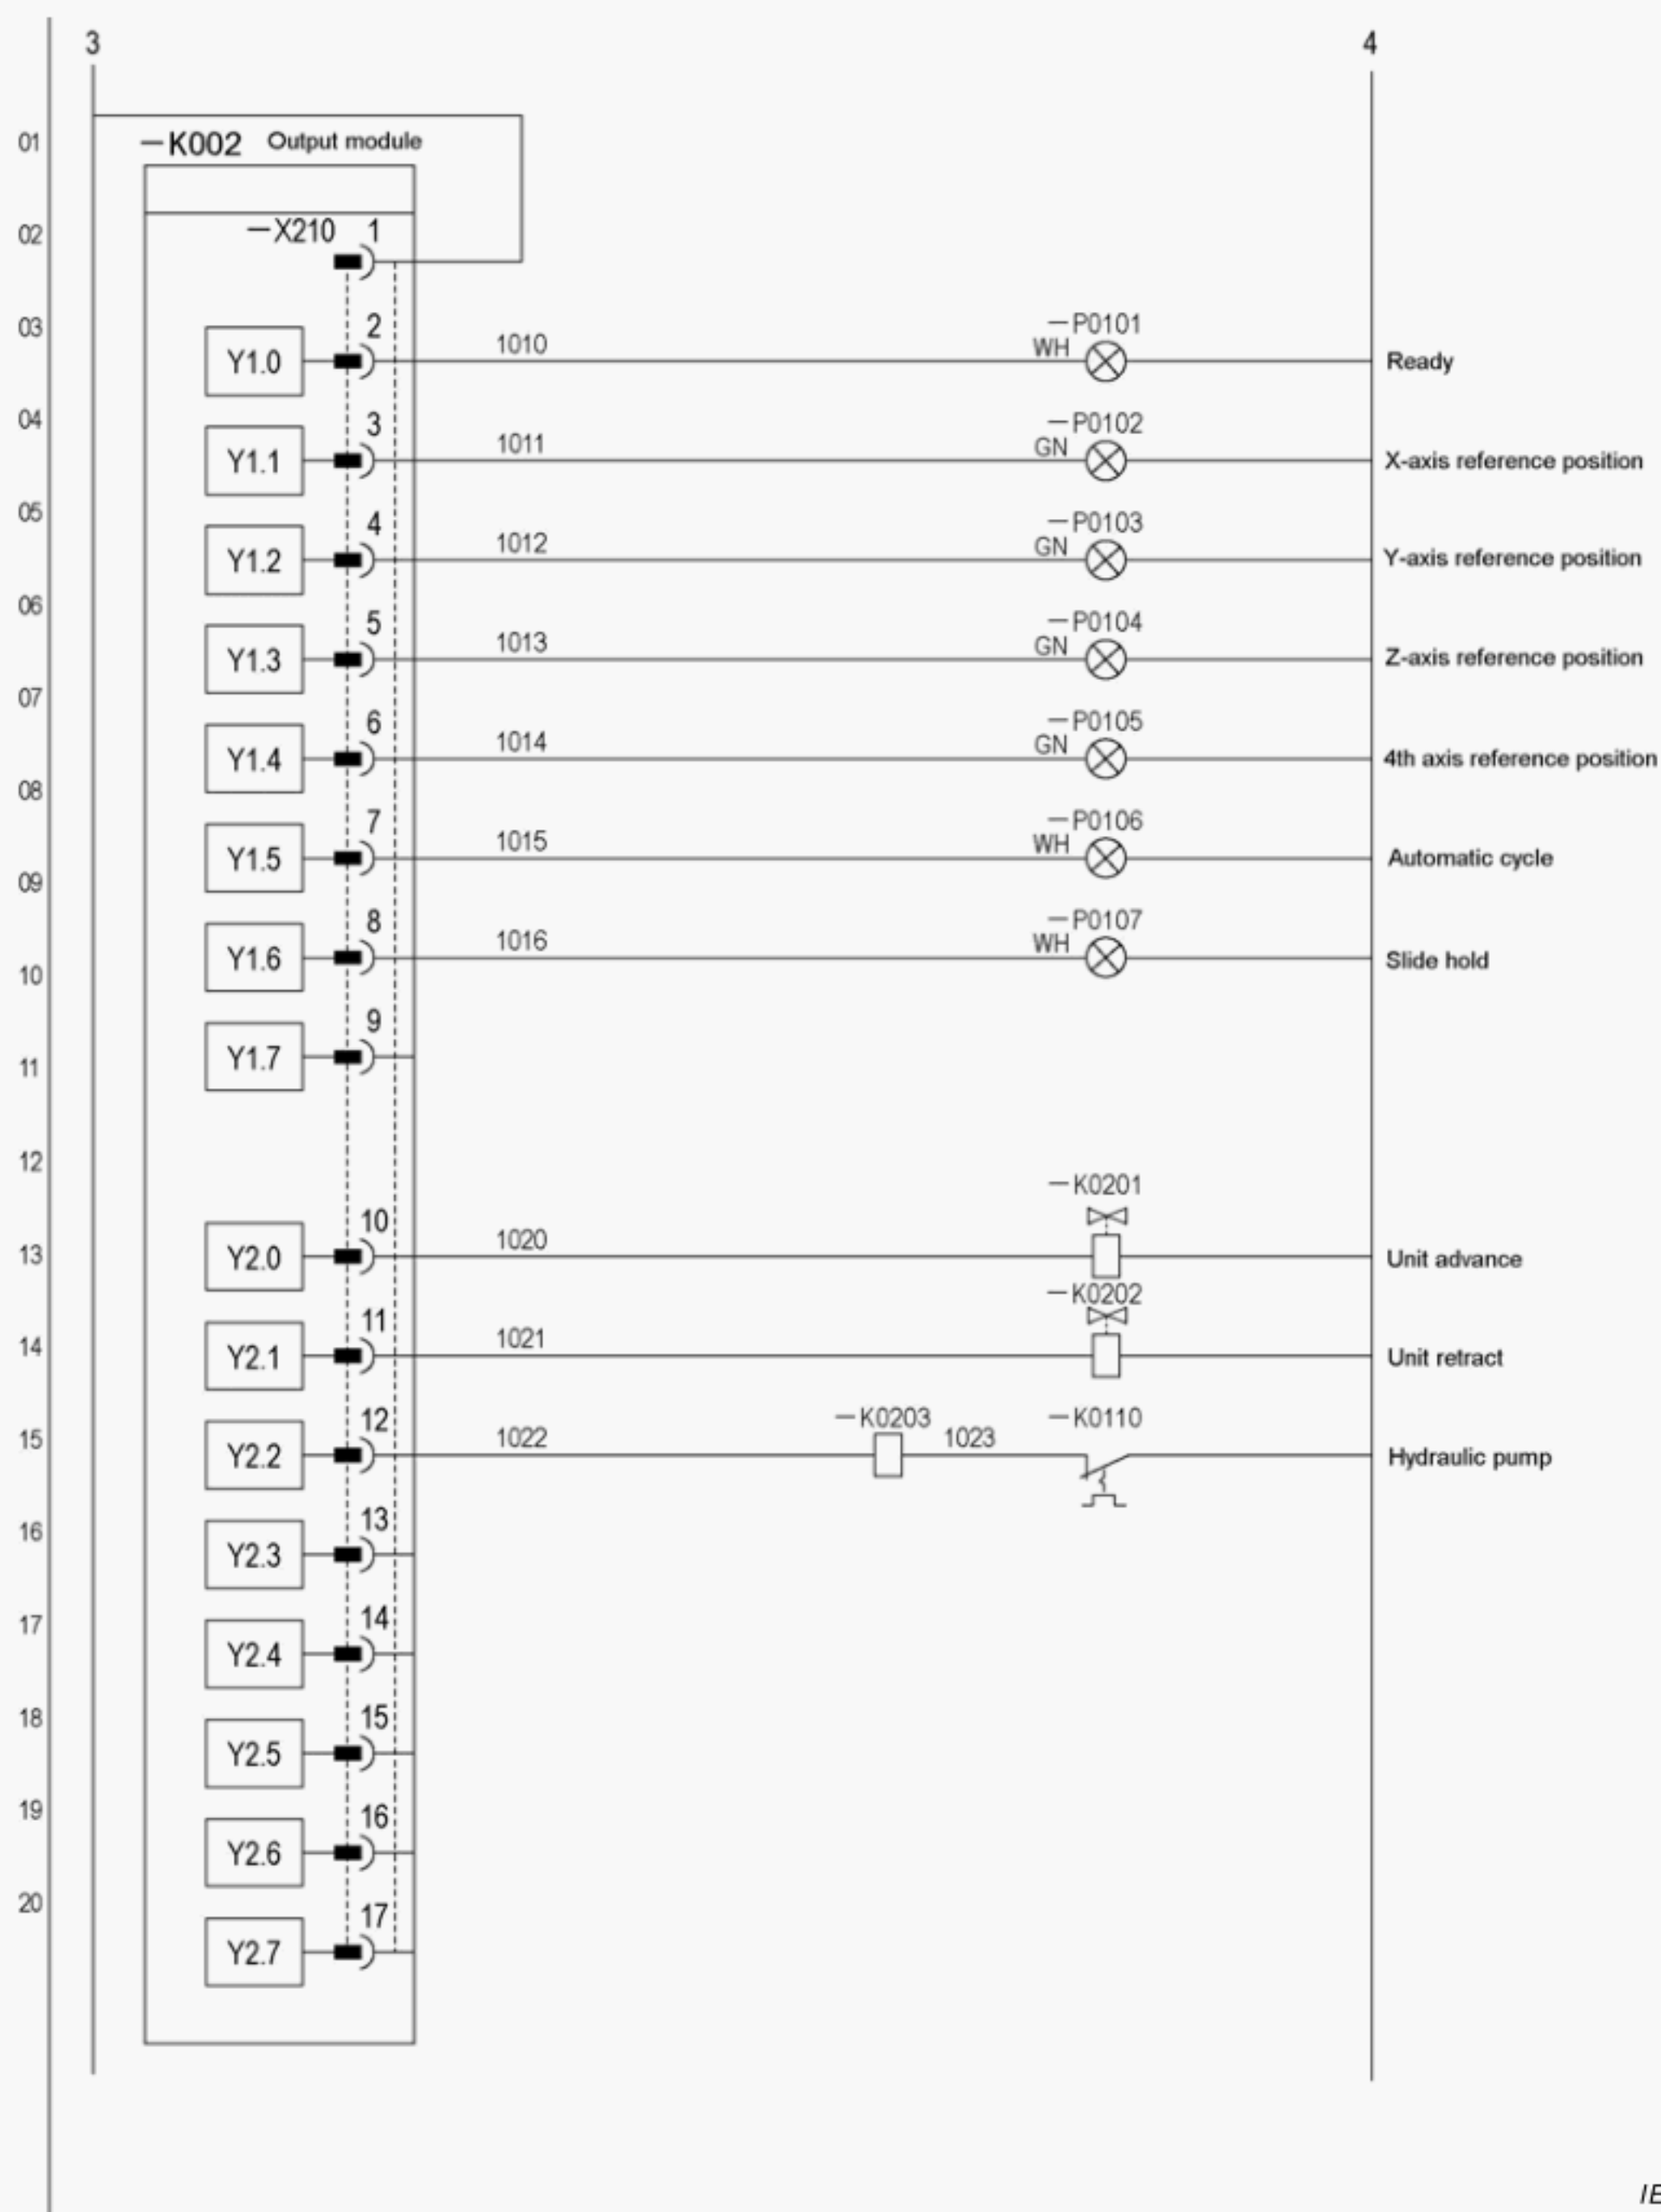 3 4
01 —K002 Output module
02 —X210 1
03 2 —P0101
Y1.0 1010 WH Ready
04 3 —P0102
Y1.1 1011 GN X-axis reference position
05 4 —P0103
Y1.2 1012 GN Y-axis reference position
06 5 —P0104
Y1.3 1013 GN Z-axis reference position
07 6 —P0105
Y1.4 1014 GN 4th axis reference position
08 7 —P0106
Y1.5 1015 WH Automatic cycle
09 8 —P0107
Y1.6 1016 WH Slide hold
10 9
Y1.7
11
12 —K0201
10
13 Y2.0 1020 Unit advance
—K0202
11
14 Y2.1 1021 Unit retract
12 —K0203 —K0110
15 Y2.2 1022 1023 Hydraulic pump
16 13
Y2.3
17 14
Y2.4
18 15
Y2.5
19 16
Y2.6
20 17
Y2.7